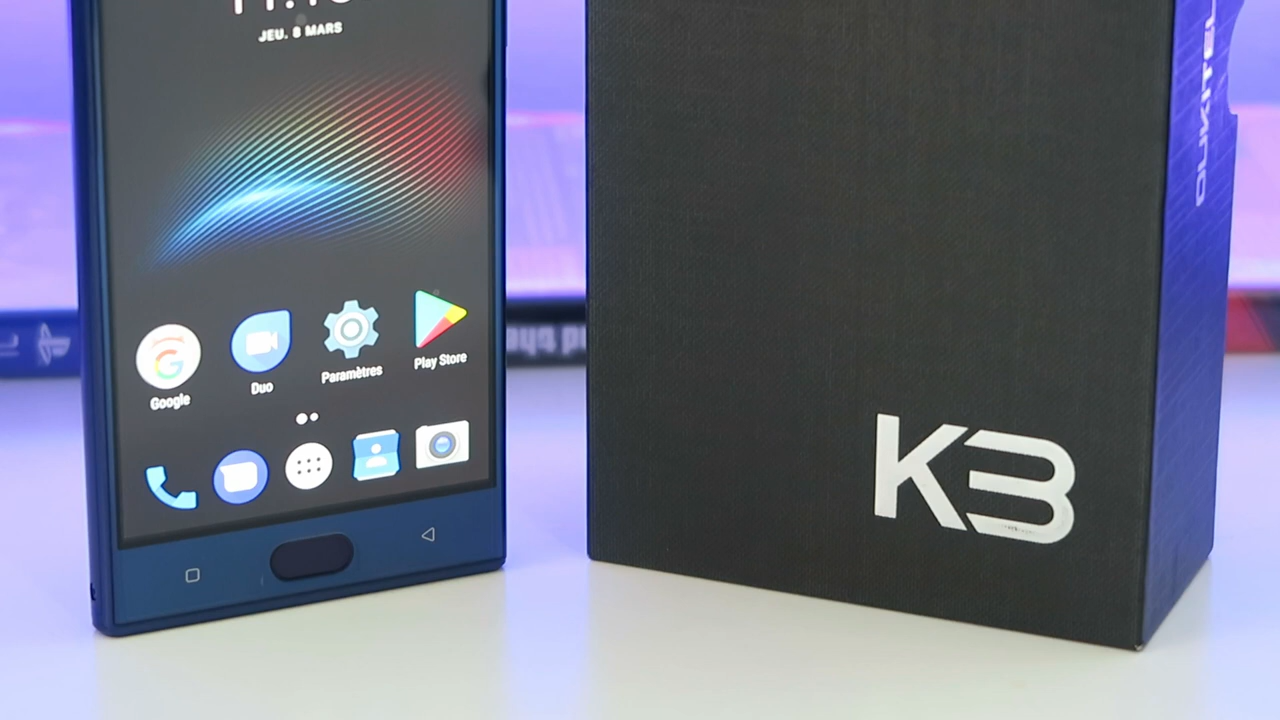 JEU. 8 MARS
Google
Duo
Paramètres
Play Store
K3
OUKITEL